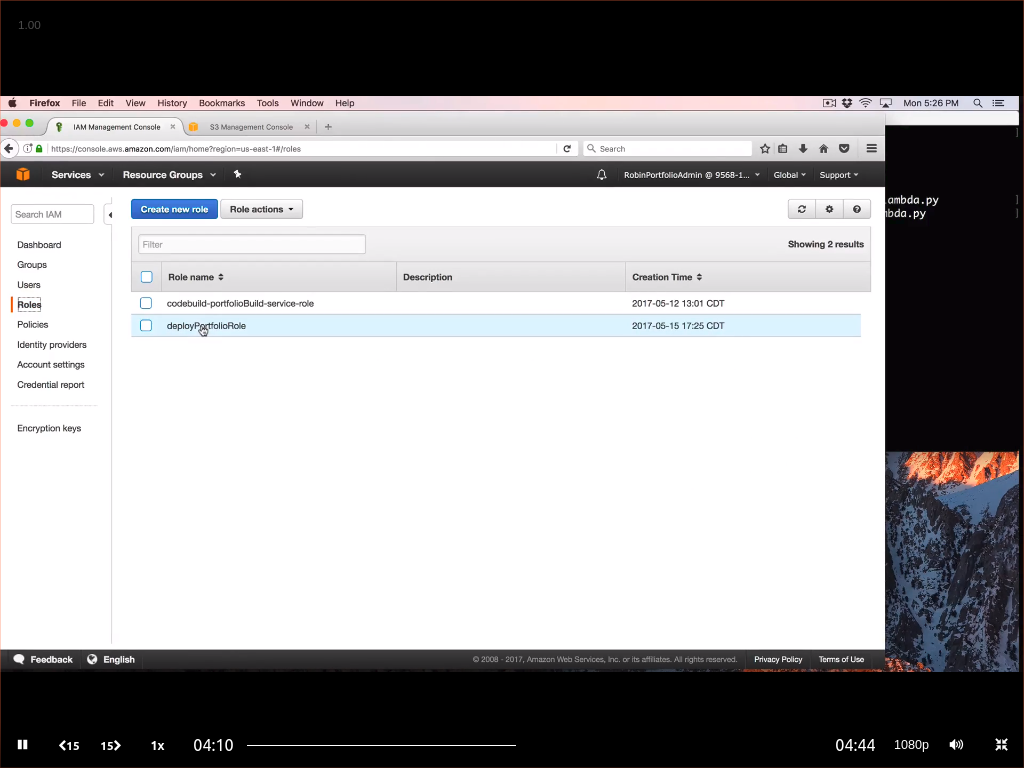 1.00
Firefox File Edit View History Bookmarks Tools Window Help Mon 5:26 PM
IAM Management Console S3 Management Console
https://console.aws.amazon.com/iam/home?region=us-east-1#/roles Search
Services Resource Groups RobinPortfolioAdmin @ 9568-1... Global Support
Search IAM
Dashboard
Groups
Users
Roles
Policies
Identity providers
Account settings
Credential report
Encryption keys
Create new role Role actions
Filter Showing 2 results
Role name Description Creation Time
codebuild-portfolioBuild-service-role 2017-05-12 13:01 CDT
deployPortfolioRole 2017-05-15 17:25 CDT
ambda.py
bda.py
Feedback English © 2008 - 2017, Amazon Web Services, Inc. or its affiliates. All rights reserved. Privacy Policy Terms of Use
15 15 1x 04:10 04:44 1080p